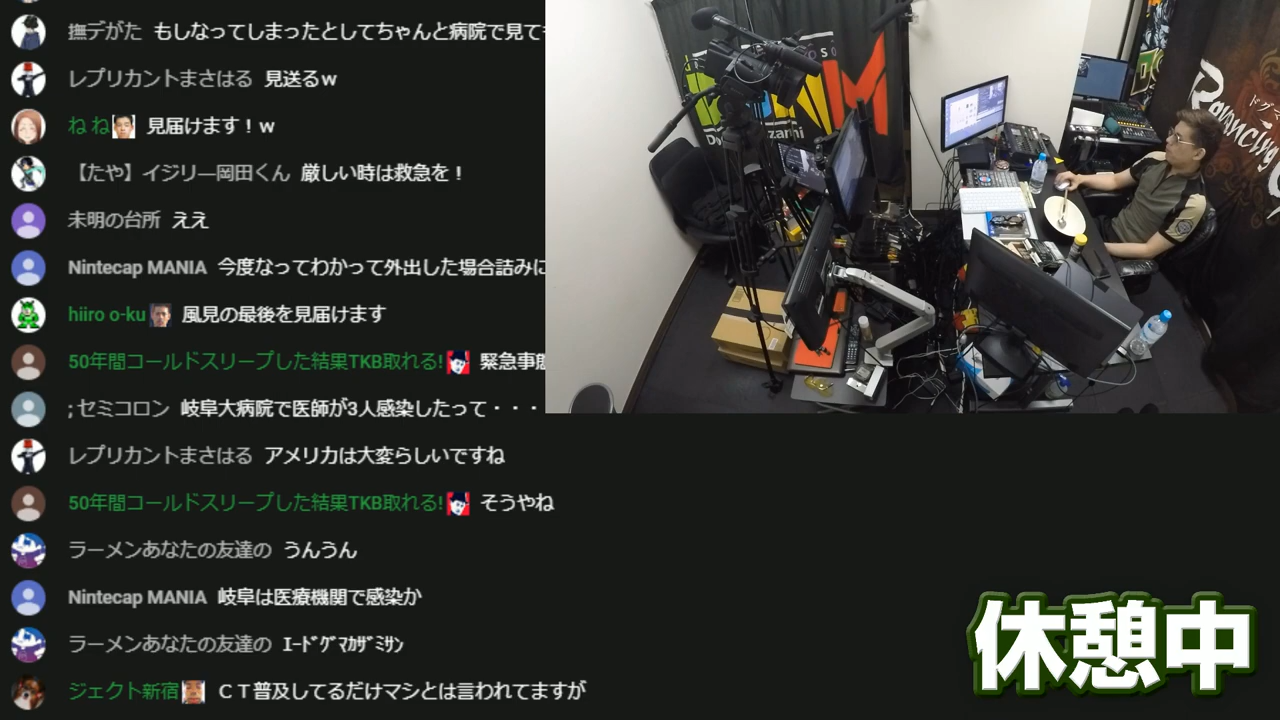 撫デがた もしなってしまったとしてちゃんと病院で見ても
レプリカントまさはる 見送るｗ
ね ね 見届けます！ｗ
【たや】イジリ―岡田くん 厳しい時は救急を！
未明の台所 ええ
Nintecap MANIA 今度なってわかって外出した場合詰みに
hiiro o-ku 風見の最後を見届けます
50年間コールドスリープした結果TKB取れる! 緊急事態
; セミコロン 岐阜大病院で医師が3人感染したって・・・
レプリカントまさはる アメリカは大変らしいですね
50年間コールドスリープした結果TKB取れる! そうやね
ラーメンあなたの友達の うんうん
Nintecap MANIA 岐阜は医療機関で感染か
ラーメンあなたの友達の ｴｰﾄﾞｸﾞﾏｶｻﾞﾐｻﾝ
ジェクト新宿 ＣＴ普及してるだけマシとは言われてますが
休憩中